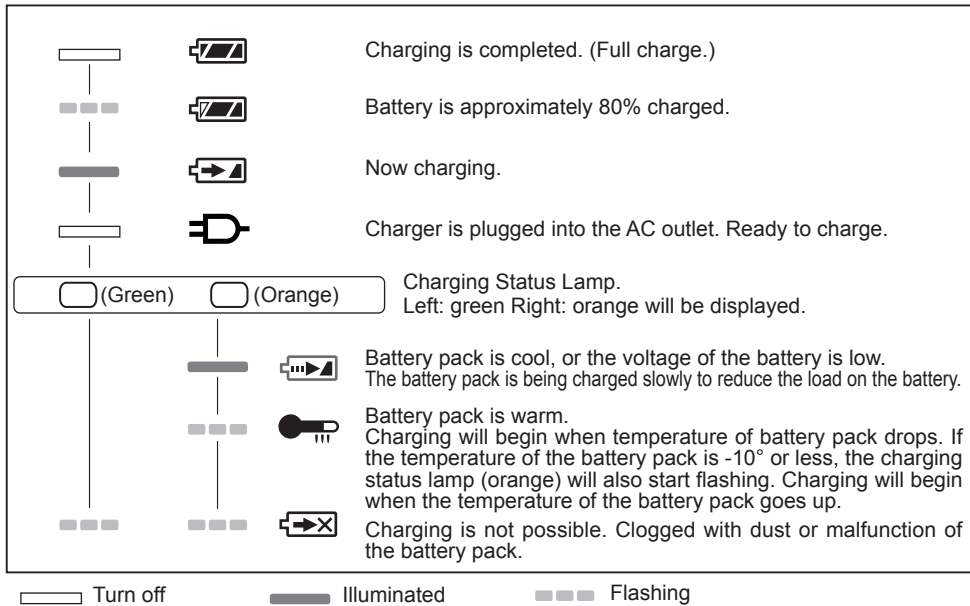 Charging is completed. (Full charge.)
Battery is approximately 80% charged.
Now charging.
Charger is plugged into the AC outlet. Ready to charge.
(Green) (Orange)
Charging Status Lamp.
Left: green Right: orange will be displayed.
Battery pack is cool, or the voltage of the battery is low.
The battery pack is being charged slowly to reduce the load on the battery.
Battery pack is warm.
Charging will begin when temperature of battery pack drops. If
the temperature of the battery pack is -10° or less, the charging
status lamp (orange) will also start flashing. Charging will begin
when the temperature of the battery pack goes up.
Charging is not possible. Clogged with dust or malfunction of
the battery pack.
Turn off Illuminated Flashing